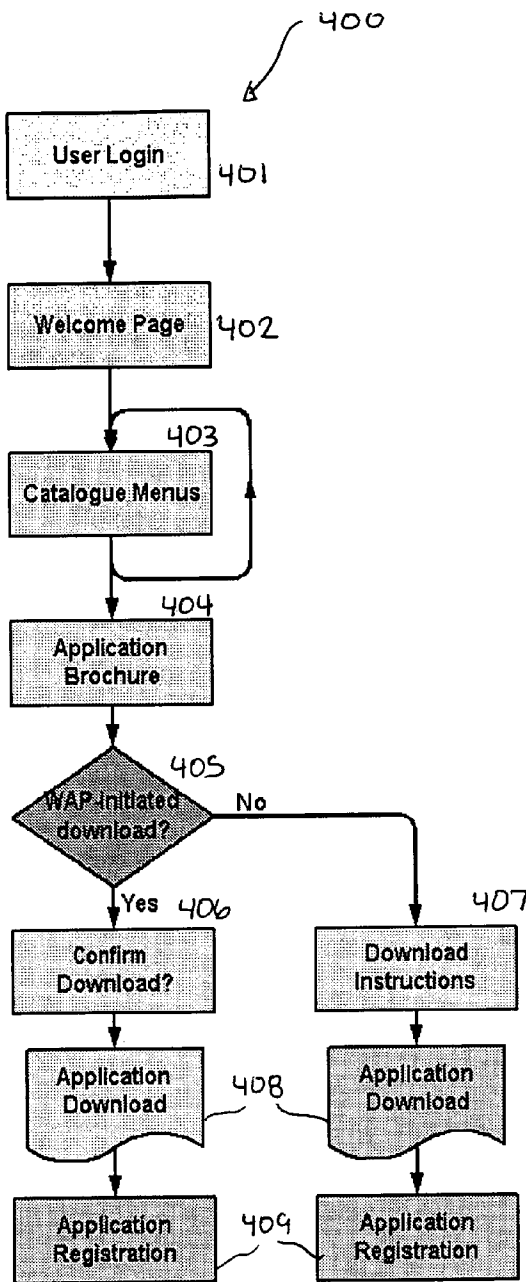 400
User Login
401
Welcome Page
402
403
Catalogue Menus
404
Application
Brochure
405
WAP-initiated
download?
No
Yes
406
407
Confirm
Download?
Download
Instructions
Application
Download
408
Application
Download
Application
Registration
409
Application
Registration